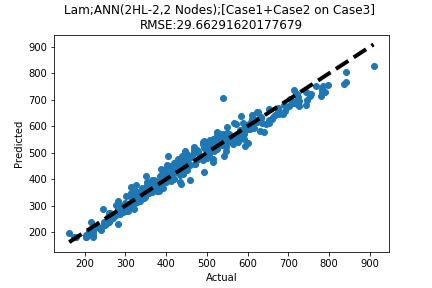 Lam;ANN(2HL-2,2 Nodes);[Case1+Case2 on Case3]
RMSE:29.66291620177679
900
800
700
600
500
400
300
200
Predicted
200 300 400 500 600 700 800 900
Actual